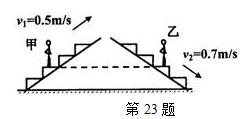 v₁=0.5m/s
甲
乙
v₂=0.7m/s
第 23 题